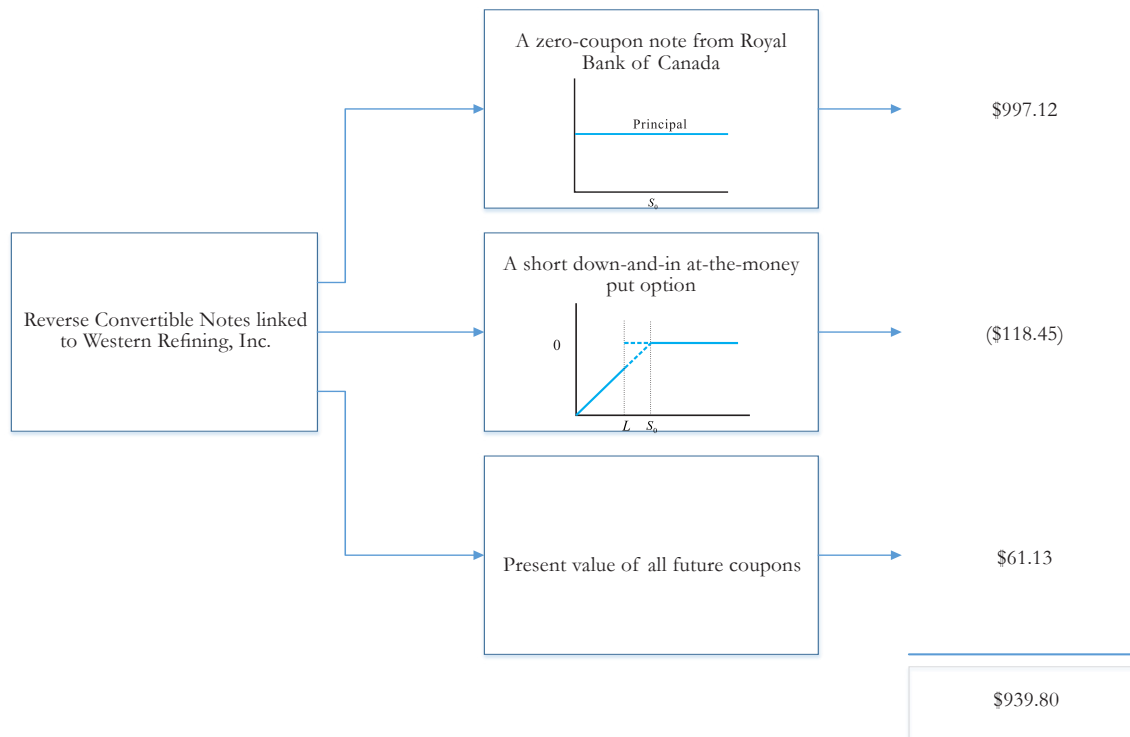 A zero-coupon note from Royal
Bank of Canada
Principal
S₀
$997.12
Reverse Convertible Notes linked
to Western Refining, Inc.
A short down-and-in at-the-money
put option
0
L S₀
($118.45)
Present value of all future coupons
$61.13
$939.80